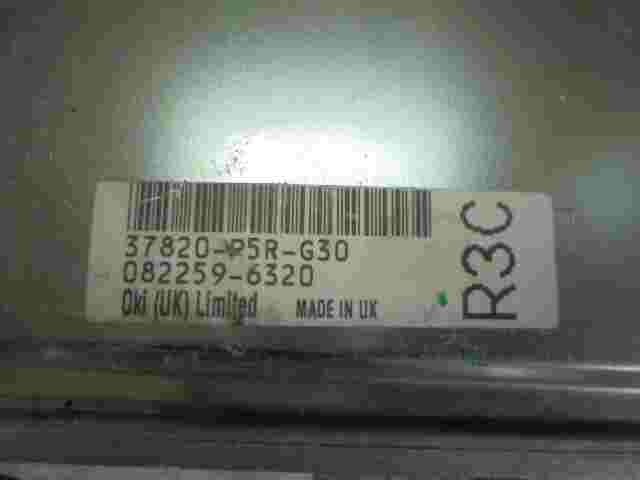 37820-P5R-G30
082259-6320
Oki (UK) Limited MADE IN UK
R3C